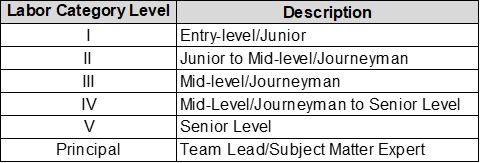 Labor Category Level Description
I Entry-level/Junior
II Junior to Mid-level/Journeyman
III Mid-level/Journeyman
IV Mid-Level/Journeyman to Senior Level
V Senior Level
Principal Team Lead/Subject Matter Expert